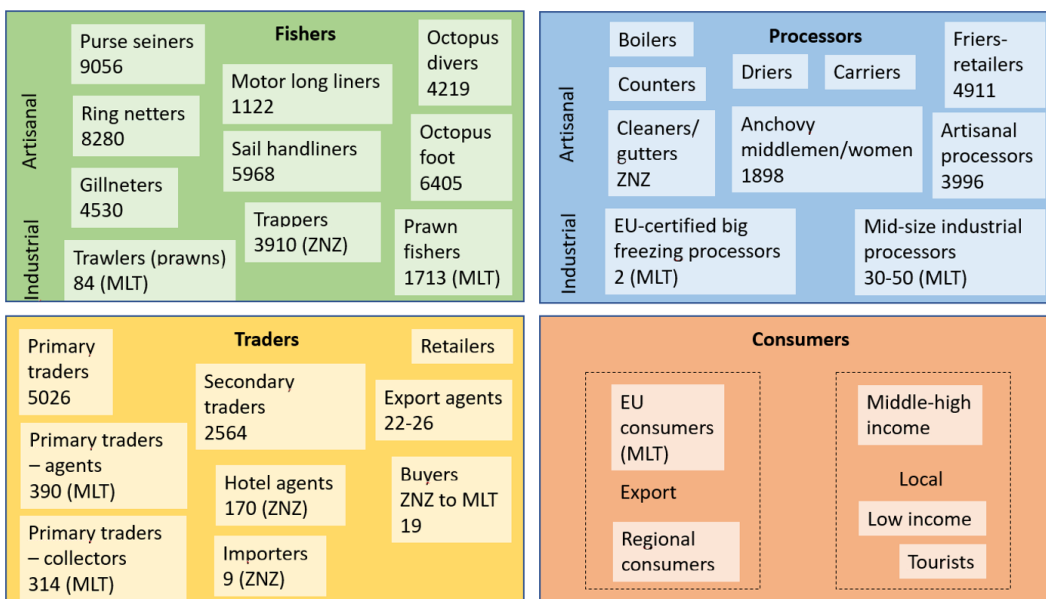 Fishers
Artisanal
Industrial
Purse seiners
9056
Ring netters
8280
Gillneters
4530
Trawlers (prawns)
84 (MLT)
Motor long liners
1122
Sail handliners
5968
Trappers
3910 (ZNZ)
Octopus
divers
4219
Octopus
foot
6405
Prawn
fishers
1713 (MLT)
Processors
Artisanal
Industrial
Boilers
Counters
Cleaners/
gutters
ZNZ
Driers
Carriers
Anchovy
middlemen/women
1898
Friers-
retailers
4911
Artisanal
processors
3996
EU-certified big
freezing processors
2 (MLT)
Mid-size industrial
processors
30-50 (MLT)
Traders
Primary
traders
5026
Primary traders
– agents
390 (MLT)
Primary traders
– collectors
314 (MLT)
Secondary
traders
2564
Hotel agents
170 (ZNZ)
Importers
9 (ZNZ)
Retailers
Export agents
22-26
Buyers
ZNZ to MLT
19
Consumers
EU
consumers
(MLT)
Export
Regional
consumers
Middle-high
income
Local
Low income
Tourists